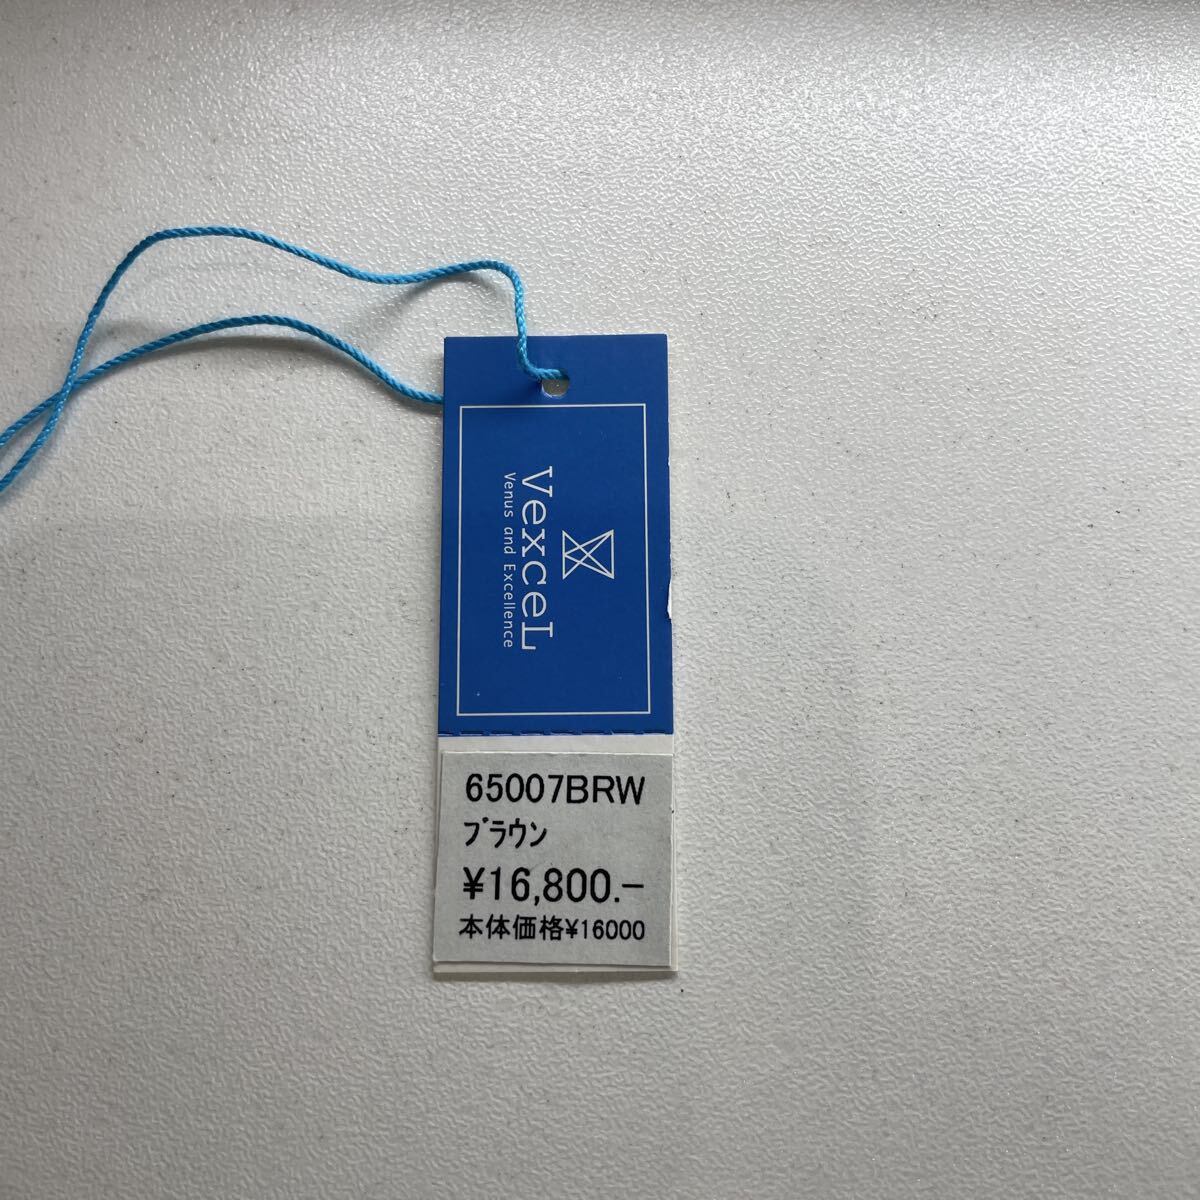 VexceL
Venus and Excellence
65007BRW
ﾌﾞﾗｳﾝ
¥16,800.-
本体価格¥16000